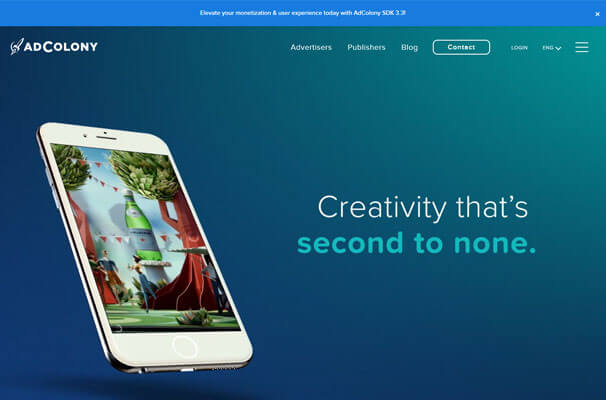 Elevate your monetization & user experience today with AdColony SDK 3.3!
×
ADCOLONY
Advertisers
Publishers
Blog
Contact
LOGIN
ENG
Creativity that's
second to none.